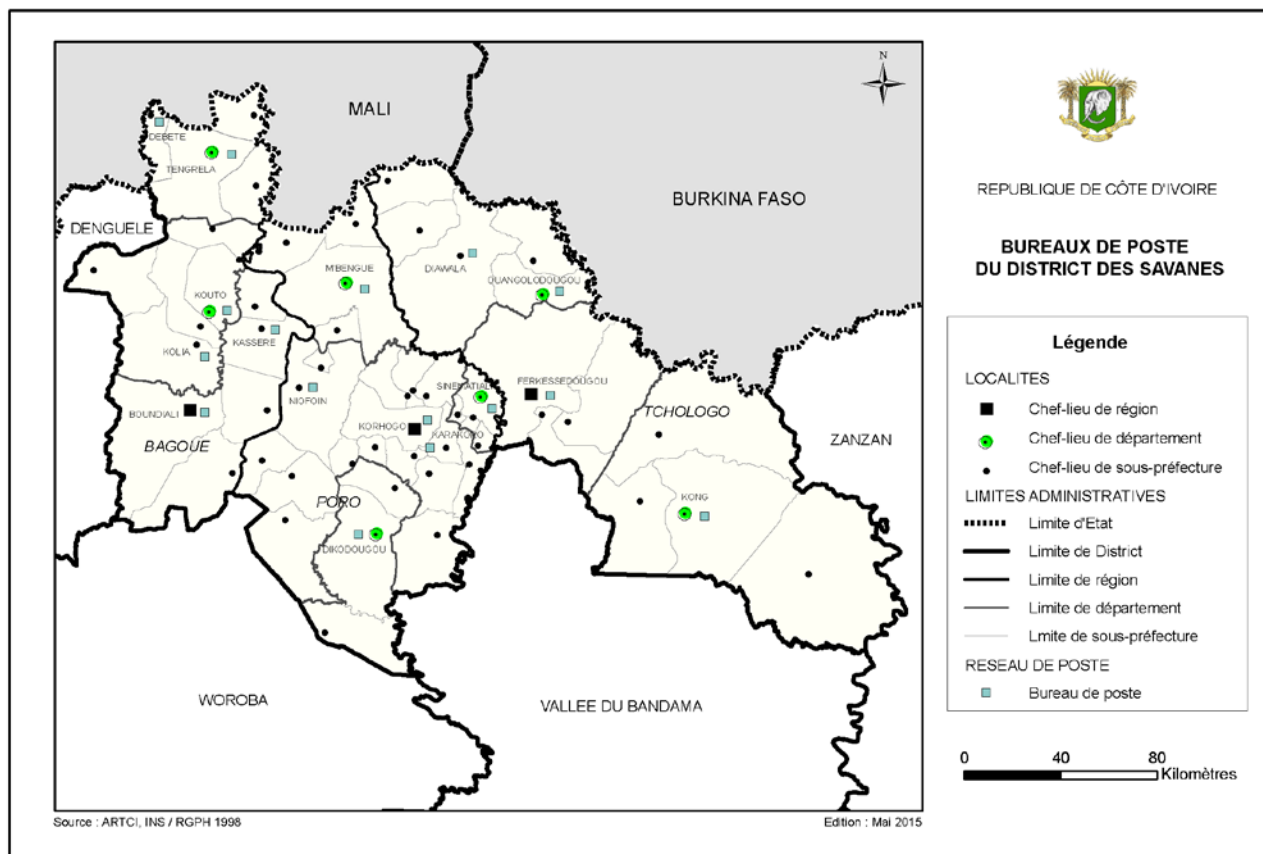 N
MALI
BURKINA FASO
DEBETE
TENGRELA
DENGUELE
M'BENGUE
DIAWALA
OUANGOLODOUGOU
KOUTO
KASSERE
KOLIA
NIOFOIN
SINEMATIALI
FERKESSEDOUGOU
TCHOLOGO
BOUNDIALI
BAGOUE
KORHOGO
KARAKORO
ZANZAN
PORO
KONG
DIKODOUGOU
WOROBA
VALLEE DU BANDAMA
Source : ARTCI, INS / RGPH 1998
Edition : Mai 2015
REPUBLIQUE DE CÔTE D'IVOIRE
BUREAUX DE POSTE
DU DISTRICT DES SAVANES
Légende
LOCALITES
Chef-lieu de région
Chef-lieu de département
Chef-lieu de sous-préfecture
LIMITES ADMINISTRATIVES
Limite d'Etat
Limite de District
Limite de région
Limite de département
Lmite de sous-préfecture
RESEAU DE POSTE
Bureau de poste
0 40 80
Kilomètres